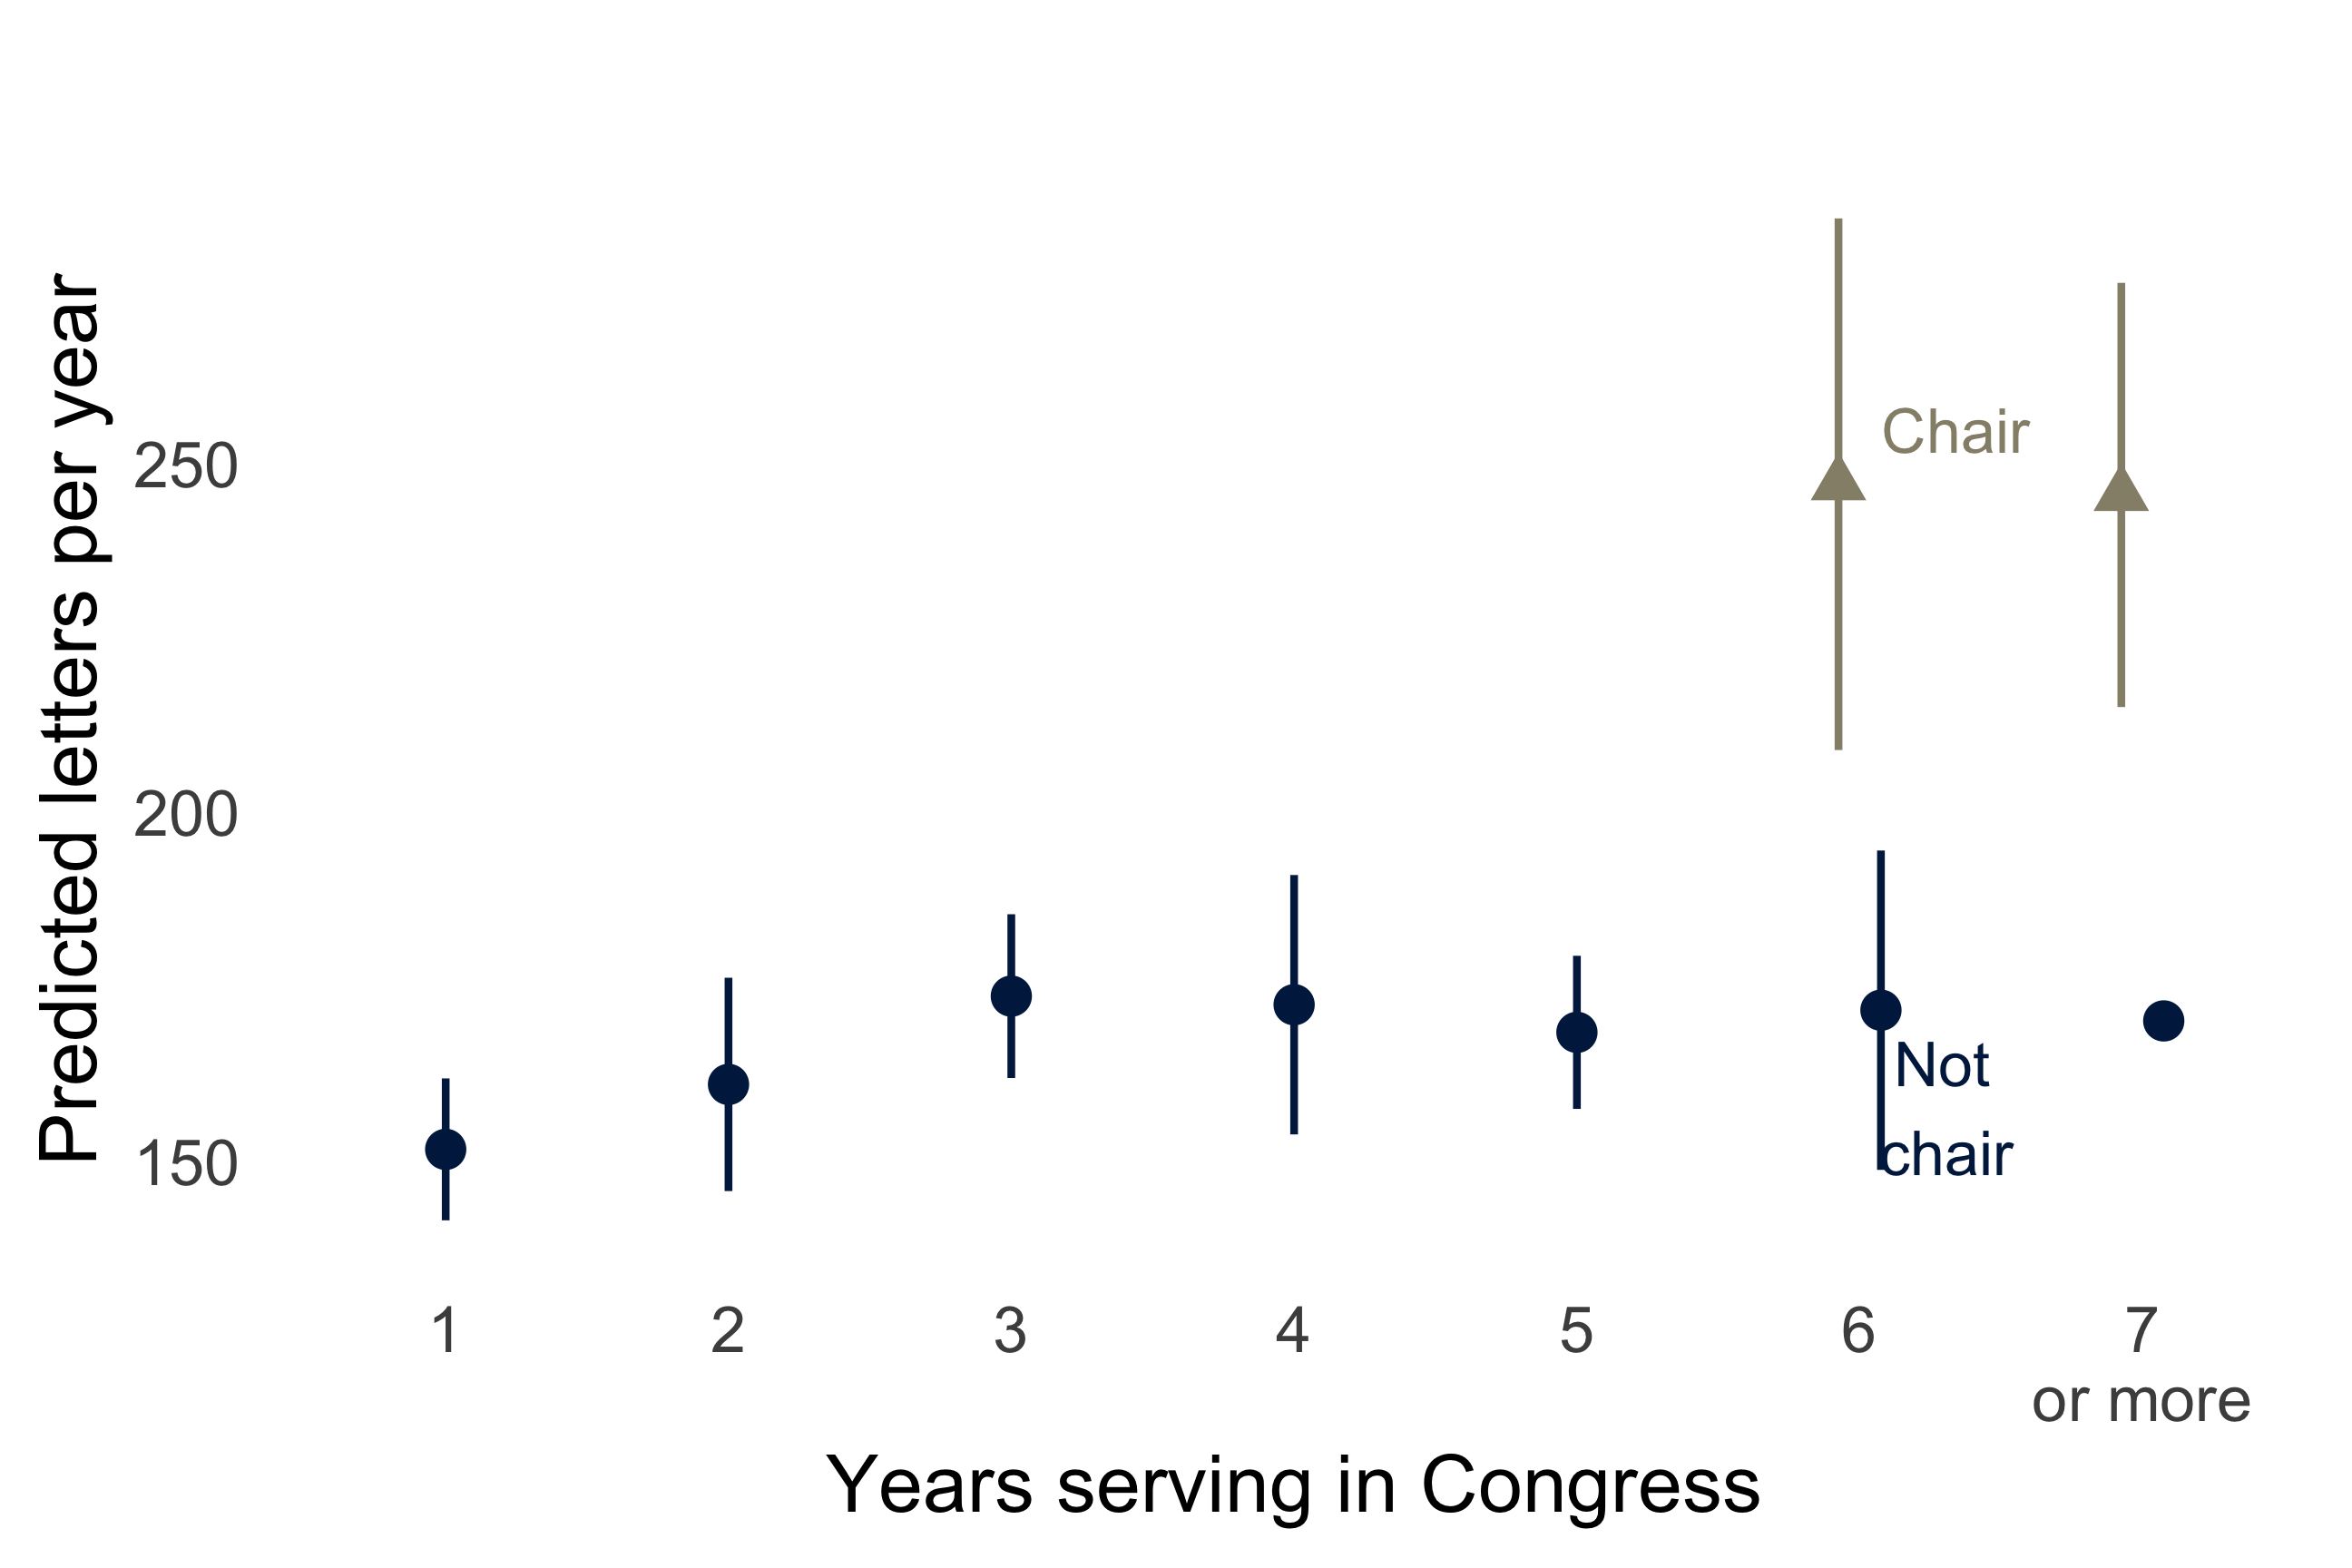 Predicted letters per year
250
200
150
Chair
Not
chair
1 2 3 4 5 6 7
or more
Years serving in Congress